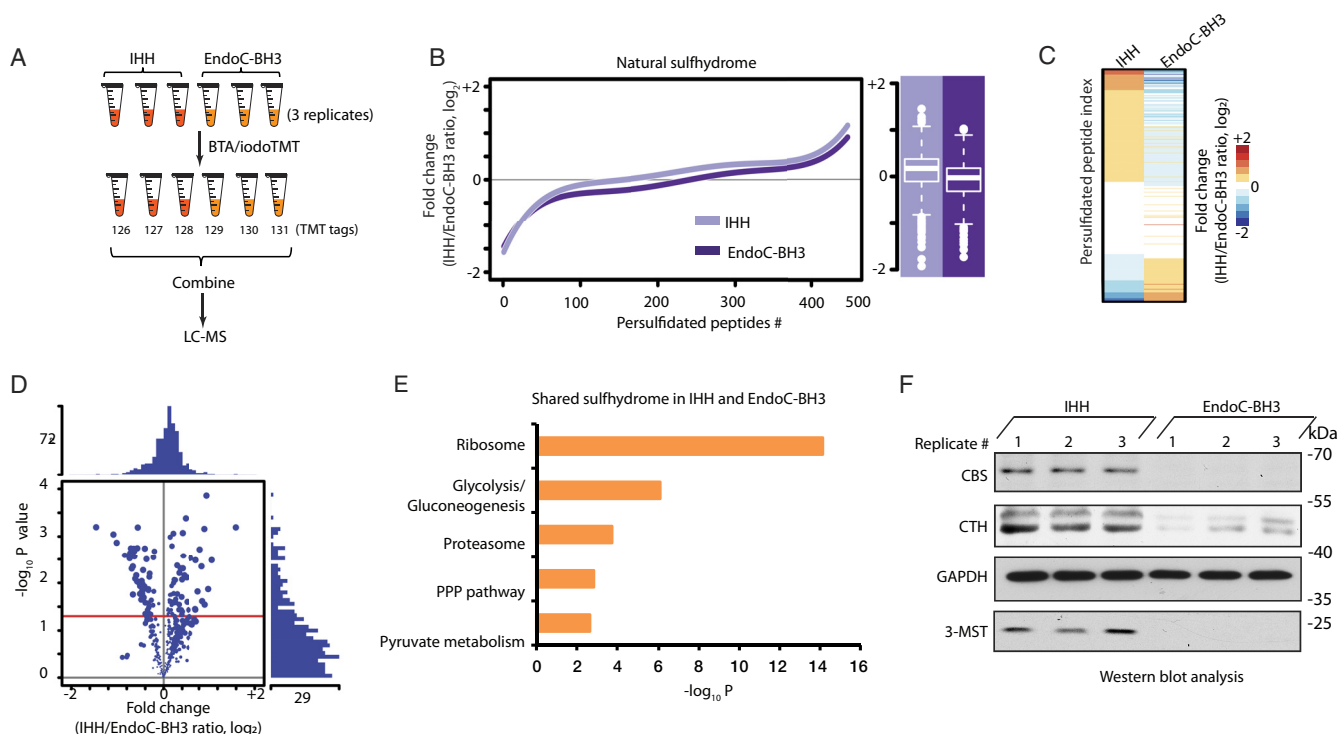 A
IHH EndoC-BH3
(3 replicates)
BTA/iodoTMT
126 127 128 129 130 131 (TMT tags)
Combine
LC-MS
B
Natural sulfhydrome
Fold change
(IHH/EndoC-BH3 ratio, log₂)
+2
0
-2
IHH
EndoC-BH3
0 100 200 300 400 500
Persulfidated peptides #
+2
0
-2
C
IHH
EndoC-BH3
Persulfidated peptide index
Fold change
(IHH/EndoC-BH3 ratio, log₂)
+2
0
-2
D
72
-log₁₀ P value
4
3
2
1
0
-2 0 +2
29
Fold change
(IHH/EndoC-BH3 ratio, log₂)
E
Shared sulfhydrome in IHH and EndoC-BH3
Ribosome
Glycolysis/
Gluconeogenesis
Proteasome
PPP pathway
Pyruvate metabolism
0 2 4 6 8 10 12 14 16
-log₁₀ P
F
IHH EndoC-BH3
kDa
Replicate # 1 2 3 1 2 3
-70
CBS
-55
CTH
-40
GAPDH
-35
-25
3-MST
Western blot analysis